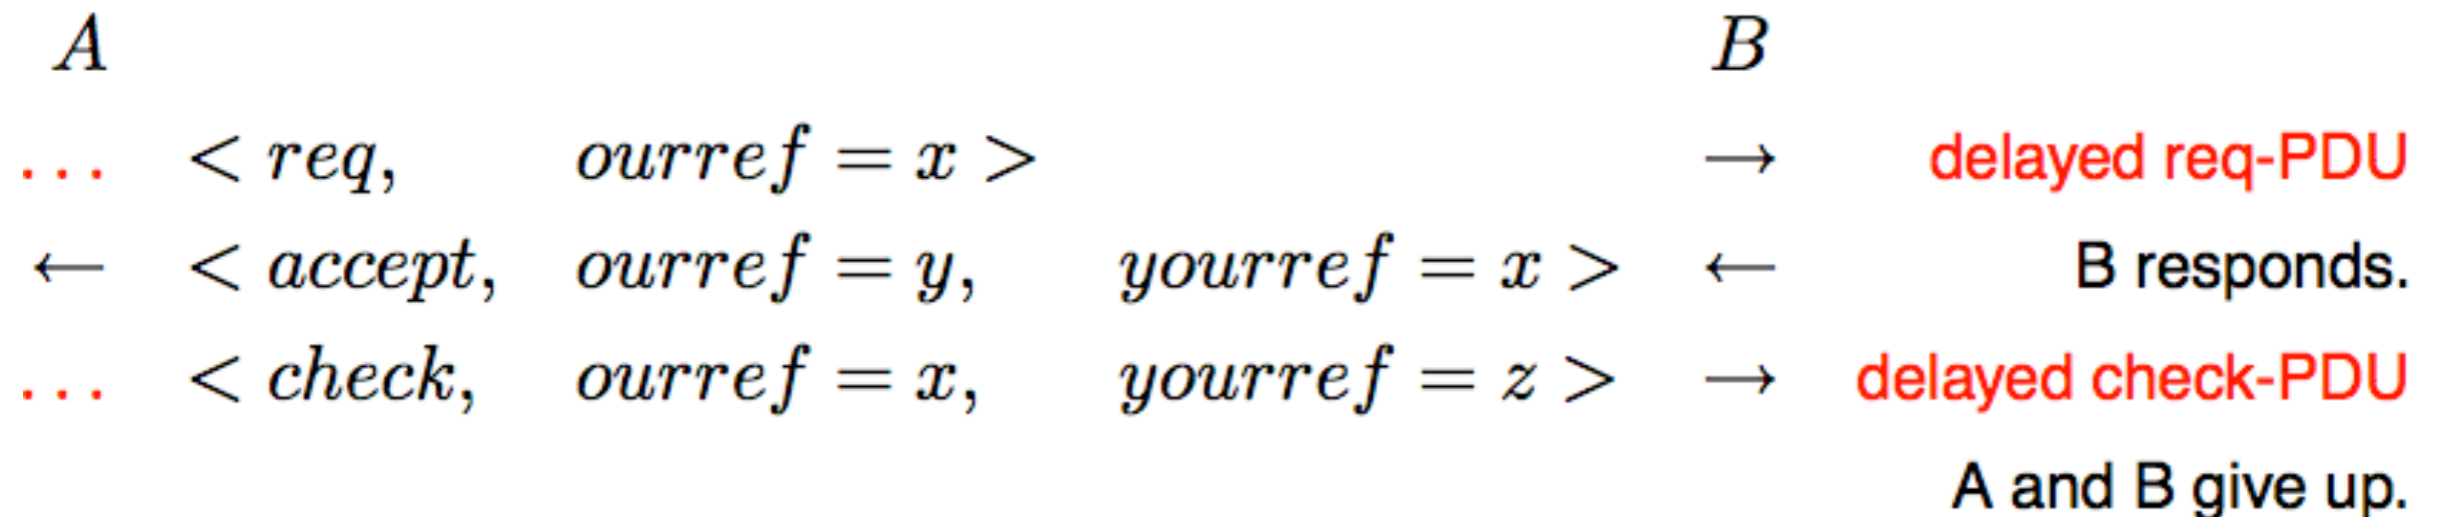 A B
... < req, ourref = x > → delayed req-PDU
← < accept, ourref = y, yourref = x > ← B responds.
... < check, ourref = x, yourref = z > → delayed check-PDU
A and B give up.